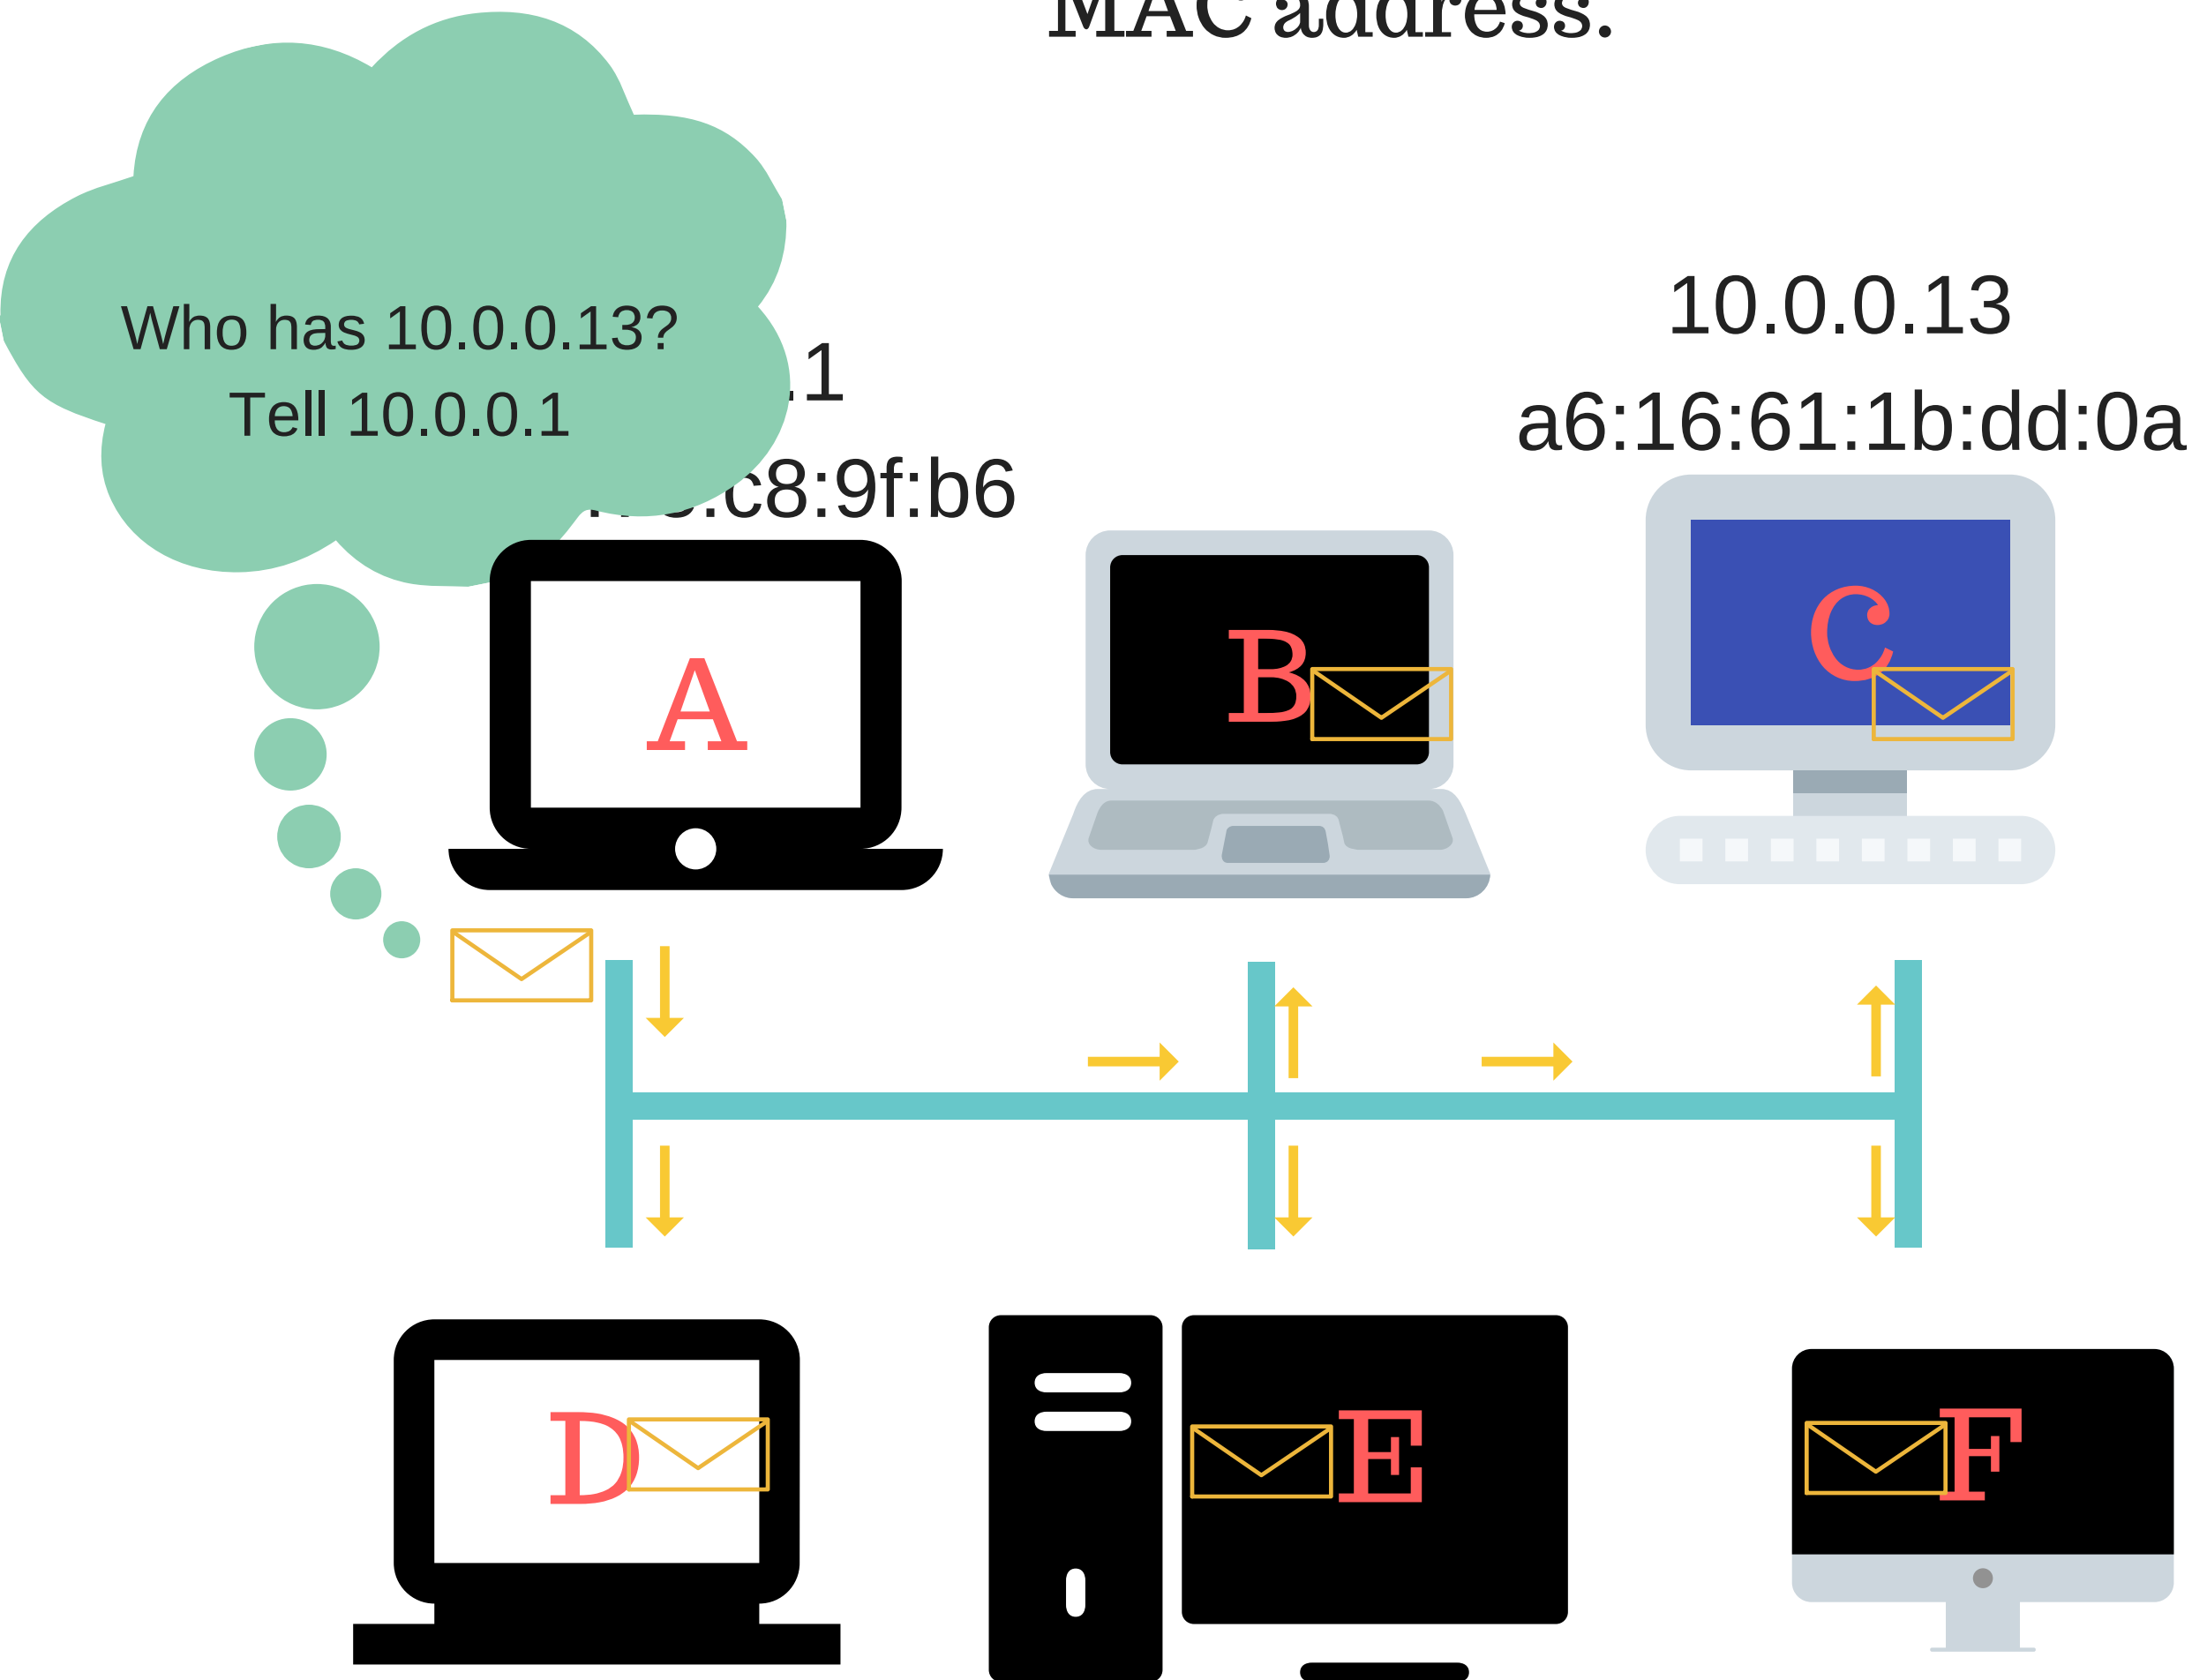 MAC address.
10.0.0.13
Who has 10.0.0.13?
.1
a6:16:61:1b:dd:0a
Tell 10.0.0.1
:c8:9f:b6
A
B
C
D
E
F